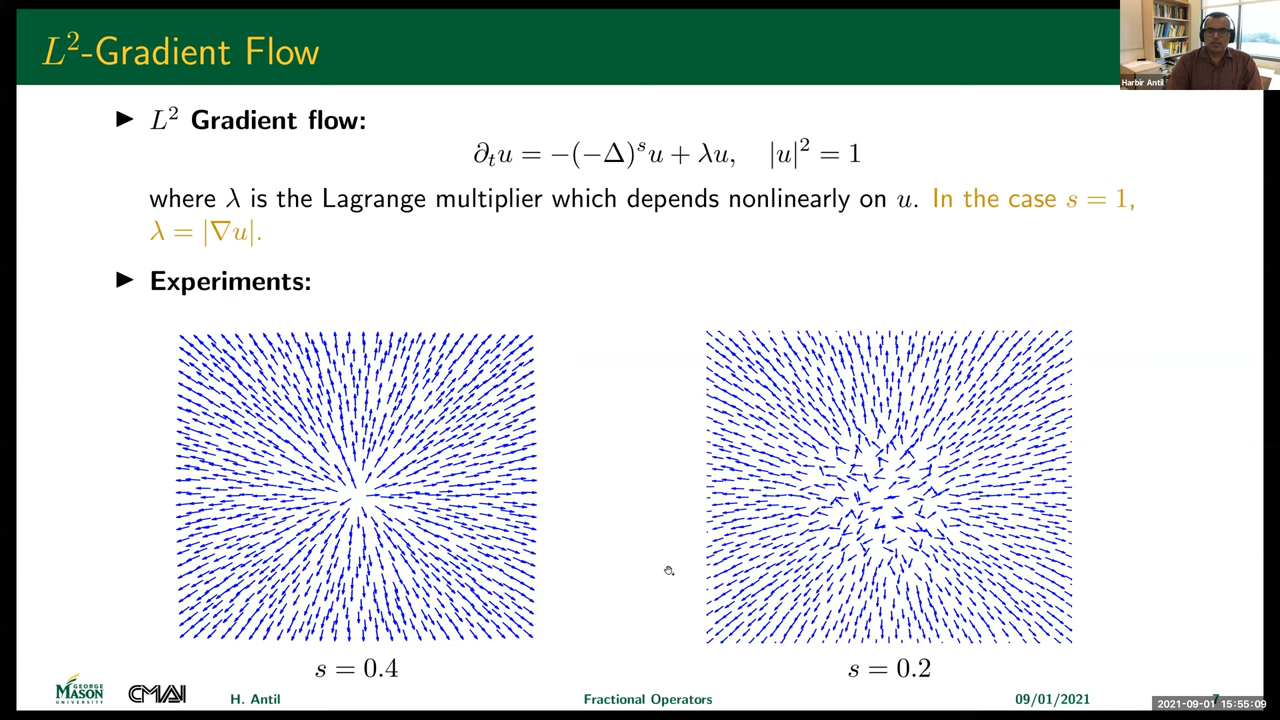 L²-Gradient Flow
Harbir Antil
▶ L² Gradient flow:
∂ₜu = −(−Δ)ˢu + λu, |u|² = 1
where λ is the Lagrange multiplier which depends nonlinearly on u. In the case s = 1,
λ = |∇u|.
▶ Experiments:
s = 0.4
s = 0.2
GEORGE
MASON
UNIVERSITY
CMAI
H. Antil
Fractional Operators
09/01/2021
7
2021-09-01 15:55:09